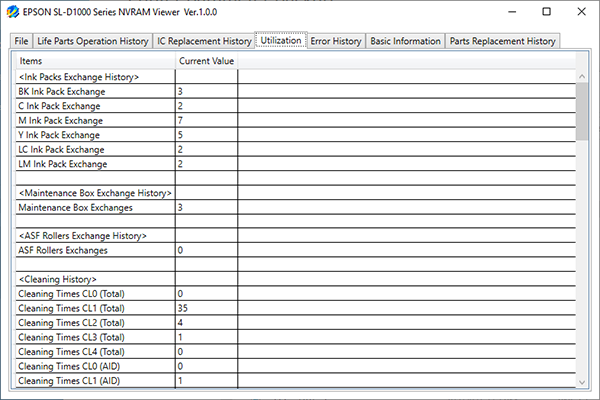 EPSON SL-D1000 Series NVRAM Viewer Ver.1.0.0
File Life Parts Operation History IC Replacement History Utilization Error History Basic Information Parts Replacement History
Items Current Value
<Ink Packs Exchange History>
BK Ink Pack Exchange 3
C Ink Pack Exchange 2
M Ink Pack Exchange 7
Y Ink Pack Exchange 5
LC Ink Pack Exchange 2
LM Ink Pack Exchange 2
<Maintenance Box Exchange History>
Maintenance Box Exchanges 3
<ASF Rollers Exchange History>
ASF Rollers Exchanges 0
<Cleaning History>
Cleaning Times CL0 (Total) 0
Cleaning Times CL1 (Total) 35
Cleaning Times CL2 (Total) 4
Cleaning Times CL3 (Total) 1
Cleaning Times CL4 (Total) 0
Cleaning Times CL0 (AID) 0
Cleaning Times CL1 (AID) 1